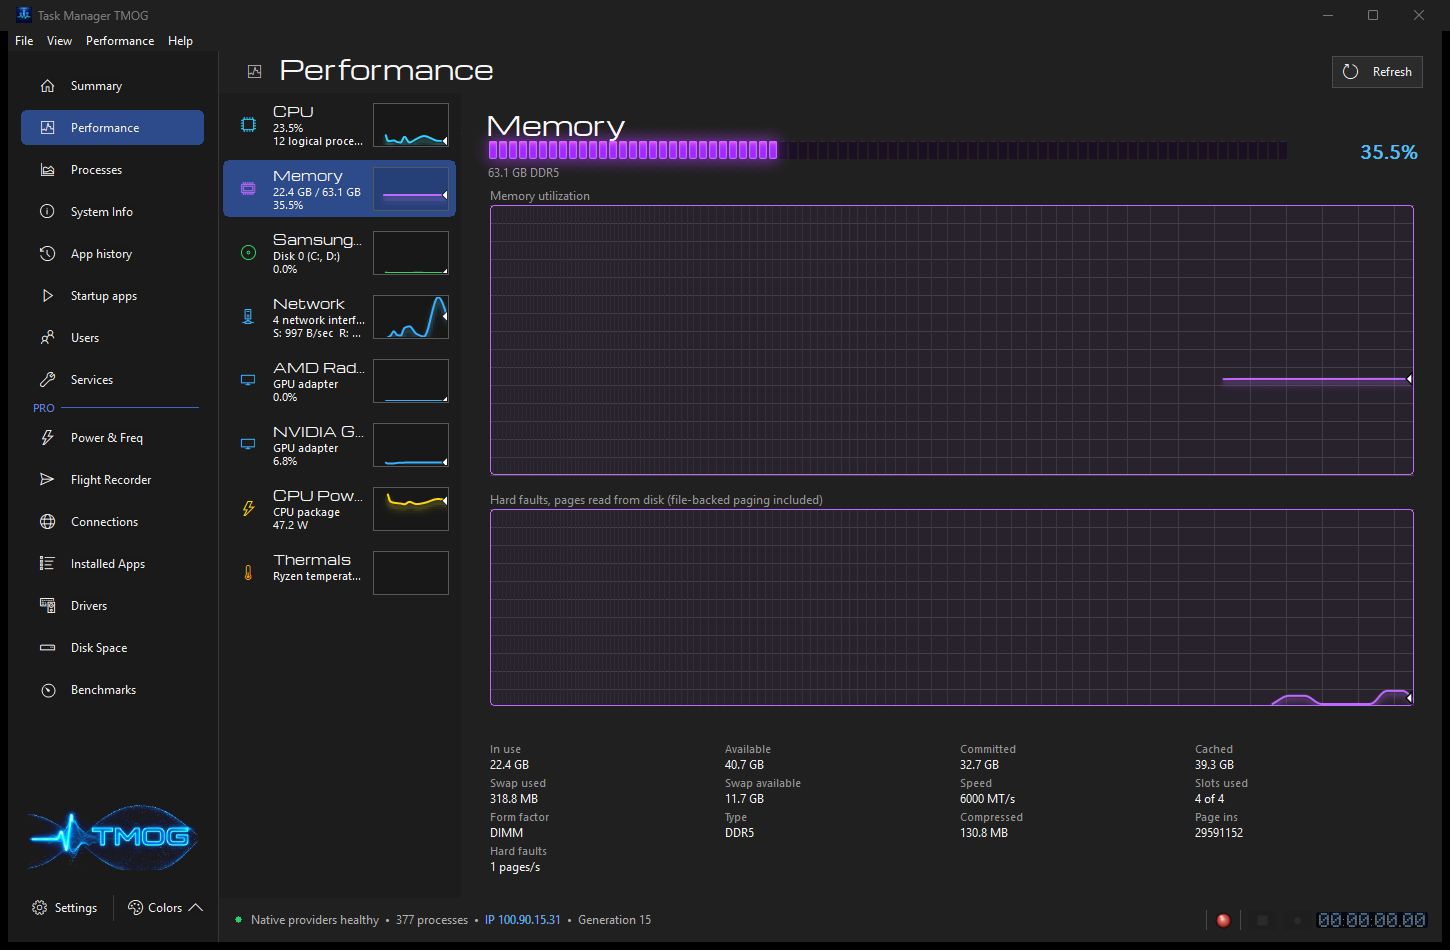 Task Manager TMOG
File View Performance Help
Summary
Performance
Processes
System Info
App history
Startup apps
Users
Services
PRO
Power & Freq
Flight Recorder
Connections
Installed Apps
Drivers
Disk Space
Benchmarks
TMOG
Settings
Colors
Performance
Refresh
CPU
23.5%
12 logical proce...
Memory
22.4 GB / 63.1 GB
35.5%
Samsung...
Disk 0 (C:, D:)
0.0%
Network
4 network interf...
S: 997 B/sec R: ...
AMD Rad...
GPU adapter
0.0%
NVIDIA G...
GPU adapter
6.8%
CPU Pow...
CPU package
47.2 W
Thermals
Ryzen temperat...
Memory
35.5%
63.1 GB DDR5
Memory utilization
Hard faults, pages read from disk (file-backed paging included)
In use
22.4 GB
Available
40.7 GB
Committed
32.7 GB
Cached
39.3 GB
Swap used
318.8 MB
Swap available
11.7 GB
Speed
6000 MT/s
Slots used
4 of 4
Form factor
DIMM
Type
DDR5
Compressed
130.8 MB
Page ins
29591152
Hard faults
1 pages/s
Native providers healthy • 377 processes • IP 100.90.15.31 • Generation 15
00:00:00.00